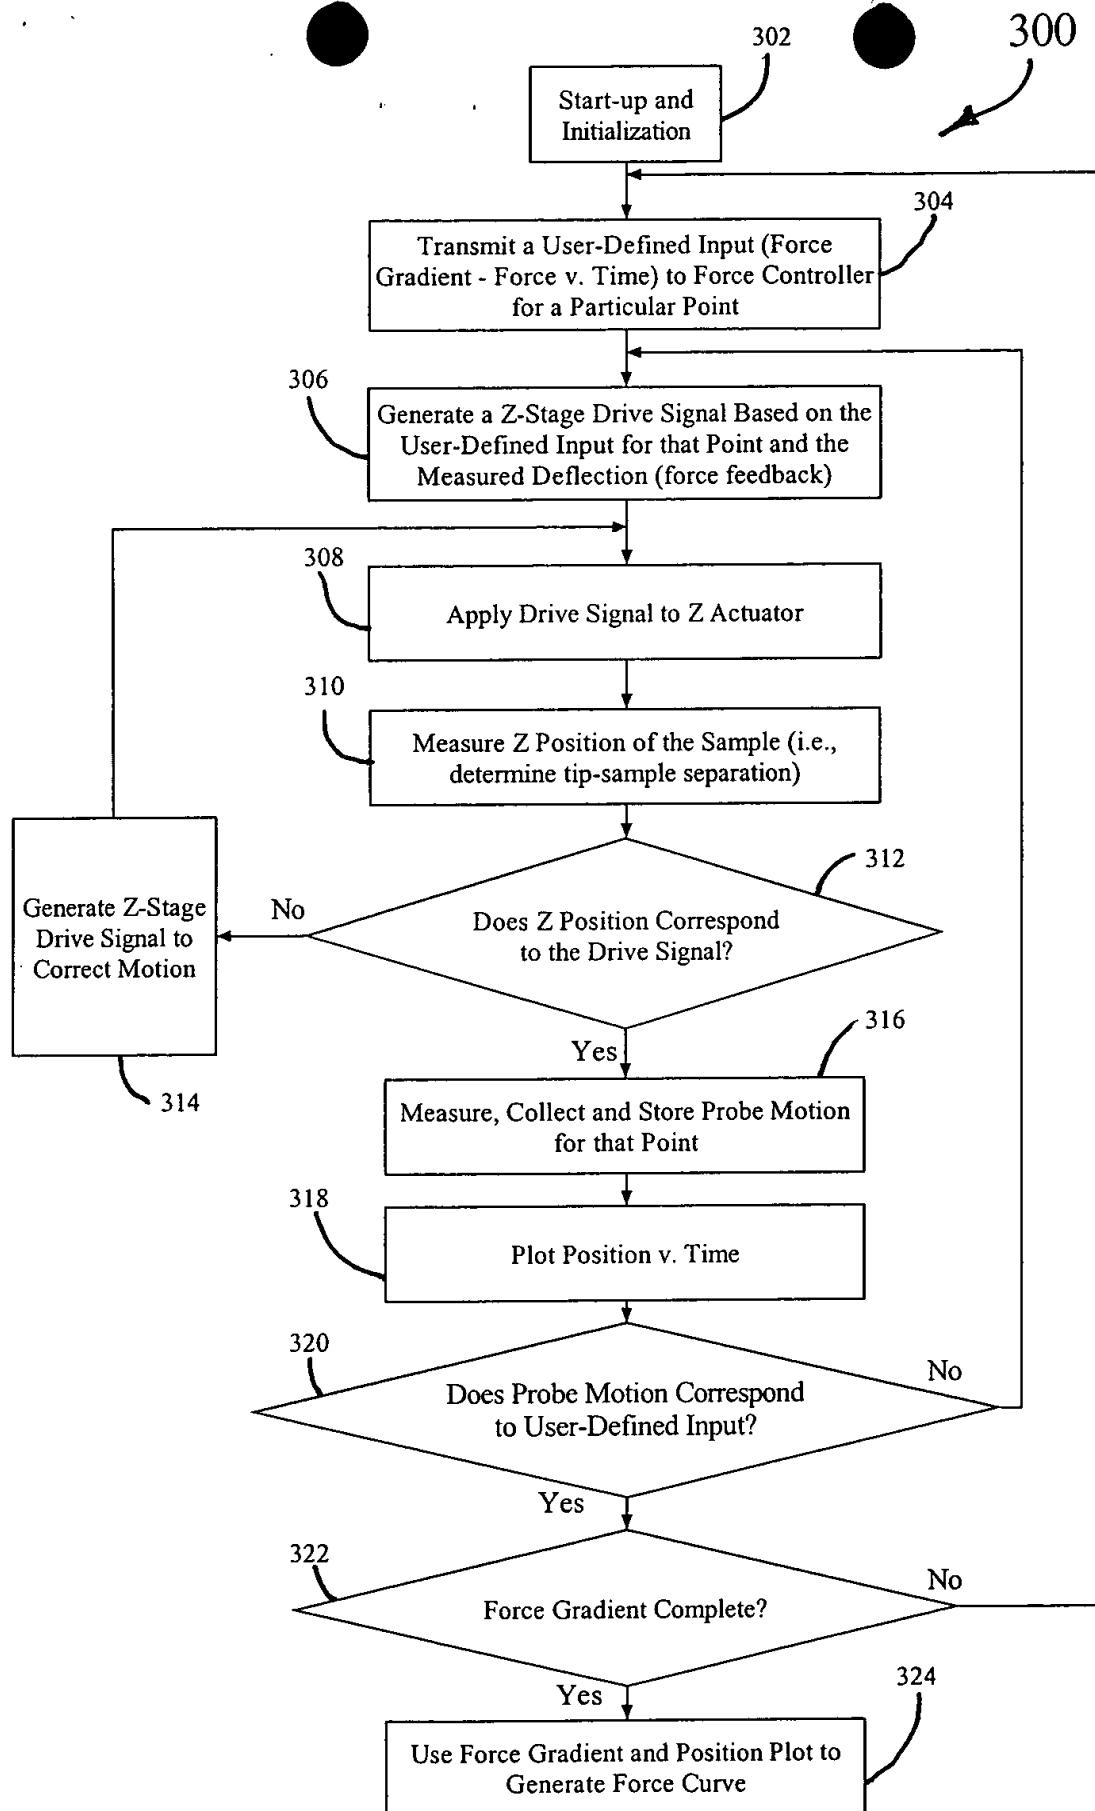 300
302
Start-up and
Initialization
304
Transmit a User-Defined Input (Force
Gradient - Force v. Time) to Force Controller
for a Particular Point
306
Generate a Z-Stage Drive Signal Based on the
User-Defined Input for that Point and the
Measured Deflection (force feedback)
308
Apply Drive Signal to Z Actuator
310
Measure Z Position of the Sample (i.e.,
determine tip-sample separation)
312
Does Z Position Correspond
to the Drive Signal?
No
Generate Z-Stage
Drive Signal to
Correct Motion
314
Yes
316
Measure, Collect and Store Probe Motion
for that Point
318
Plot Position v. Time
320
Does Probe Motion Correspond
to User-Defined Input?
No
Yes
322
Force Gradient Complete?
No
Yes
324
Use Force Gradient and Position Plot to
Generate Force Curve